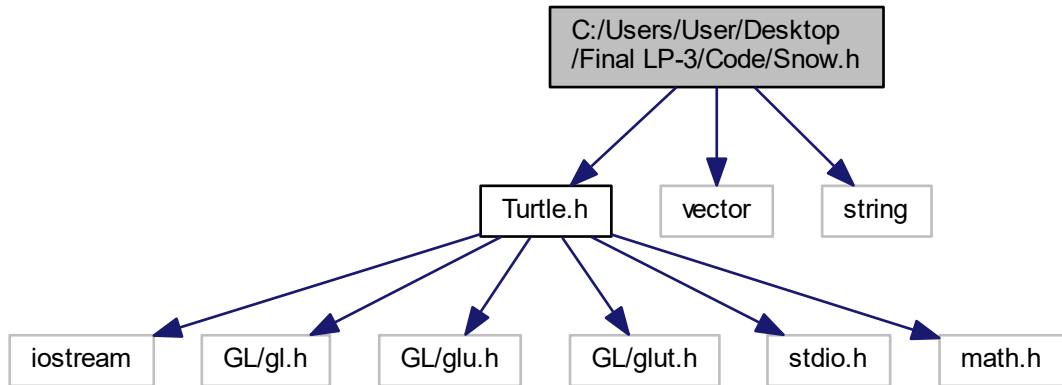 C:/Users/User/Desktop
/Final LP-3/Code/Snow.h
Turtle.h
vector
string
iostream
GL/gl.h
GL/glu.h
GL/glut.h
stdio.h
math.h